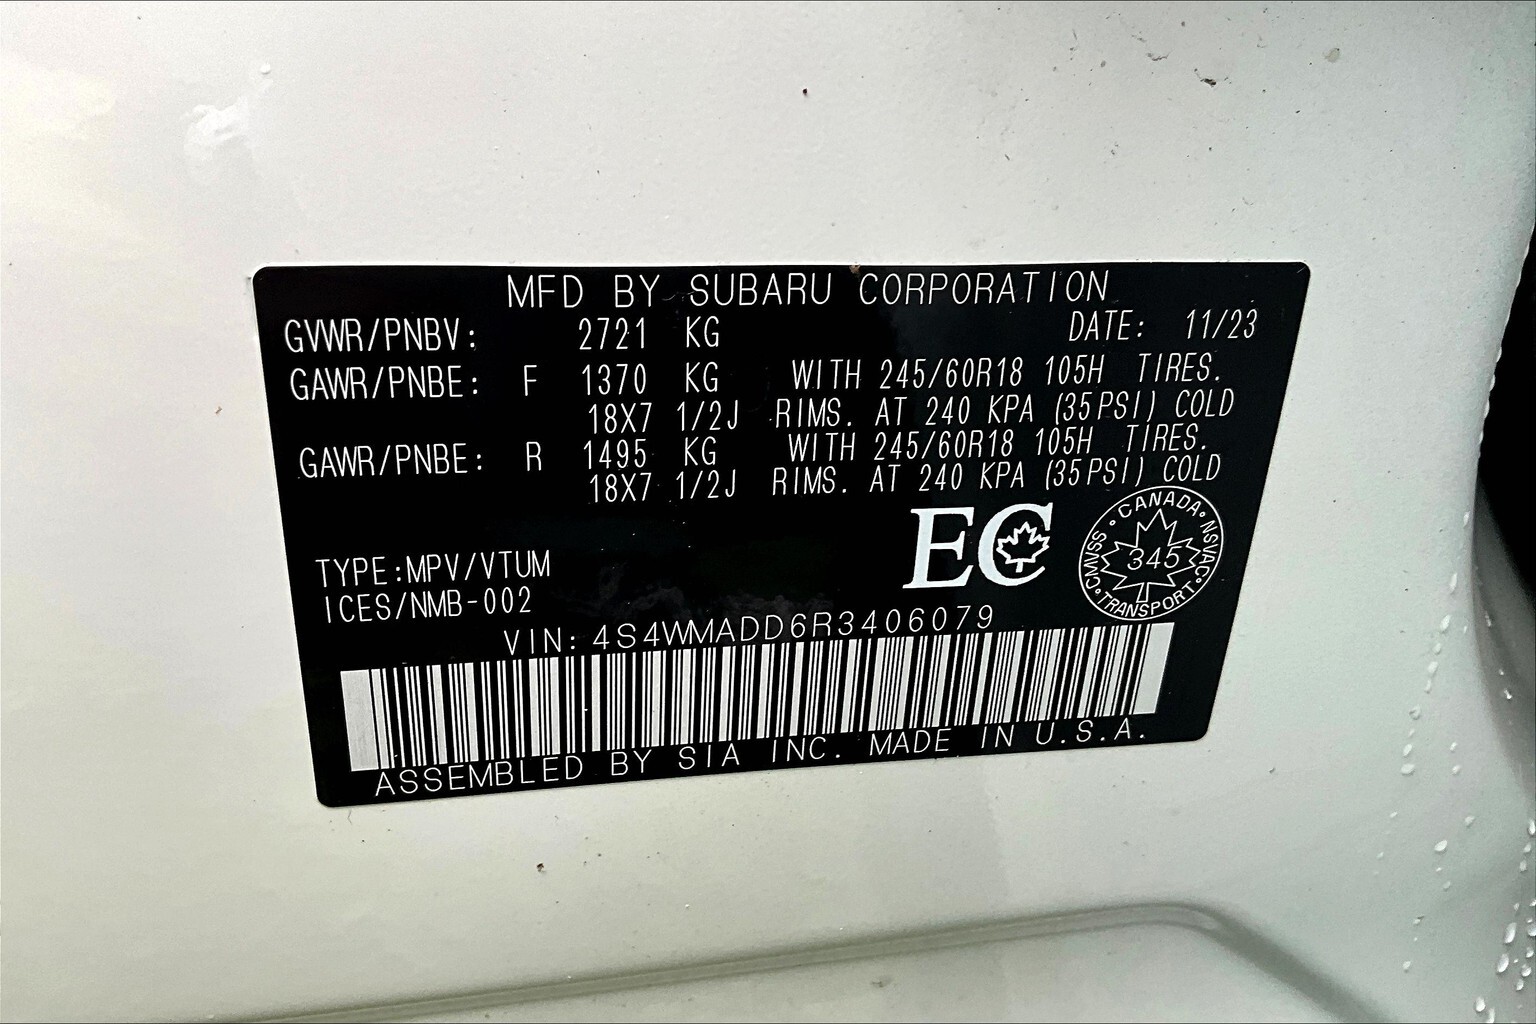 MFD BY SUBARU CORPORATION
GVWR/PNBV: 2721 KG DATE: 11/23
GAWR/PNBE: F 1370 KG WITH 245/60R18 105H TIRES.
18X7 1/2J RIMS. AT 240 KPA (35PSI) COLD
GAWR/PNBE: R 1495 KG WITH 245/60R18 105H TIRES.
18X7 1/2J RIMS. AT 240 KPA (35PSI) COLD
EC
CANADA • NSVAC • TRANSPORT • CMVSS •
345
TYPE:MPV/VTUM
ICES/NMB-002
VIN: 4S4WMADD6R3406079
ASSEMBLED BY SIA INC. MADE IN U.S.A.